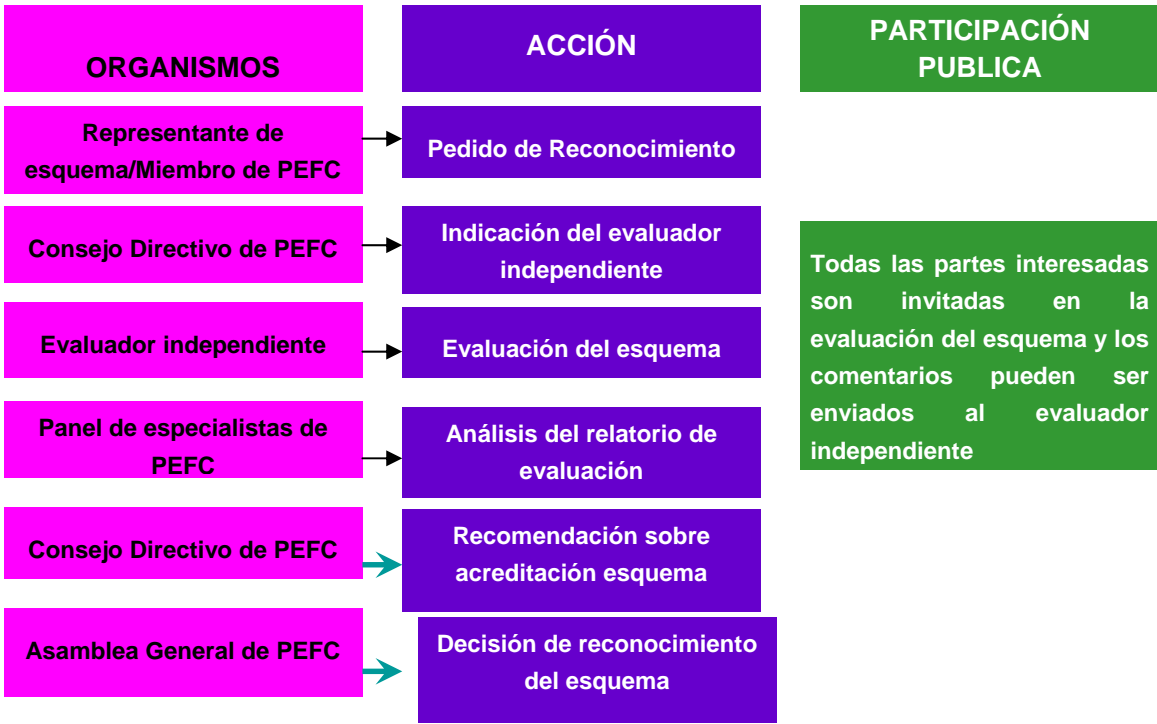 ORGANISMOS
ACCIÓN
PARTICIPACIÓN
PUBLICA
Representante de
esquema/Miembro de PEFC
Pedido de Reconocimiento
Consejo Directivo de PEFC
Indicación del evaluador
independiente
Evaluador independiente
Evaluación del esquema
Todas las partes interesadas
son invitadas en la
evaluación del esquema y los
comentarios pueden ser
enviados al evaluador
independiente
Panel de especialistas de
PEFC
Análisis del relatorio de
evaluación
Consejo Directivo de PEFC
Recomendación sobre
acreditación esquema
Asamblea General de PEFC
Decisión de reconocimiento
del esquema